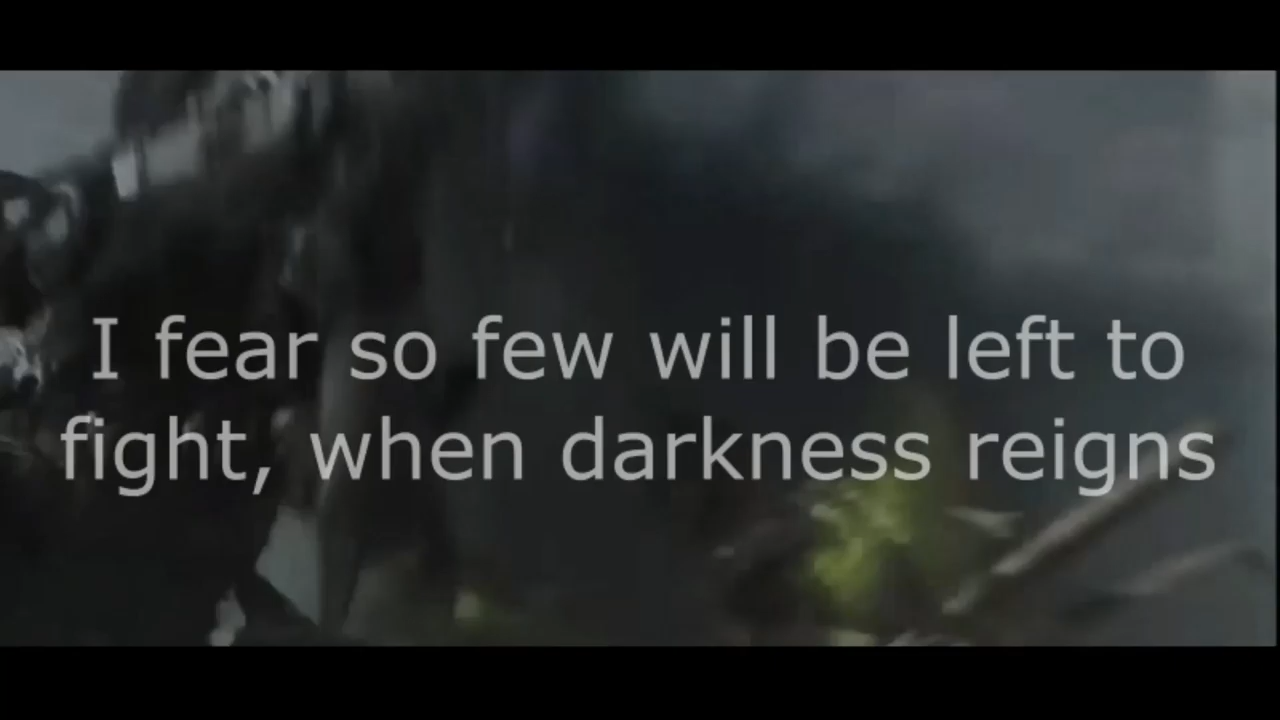 I fear so few will be left to
fight, when darkness reigns